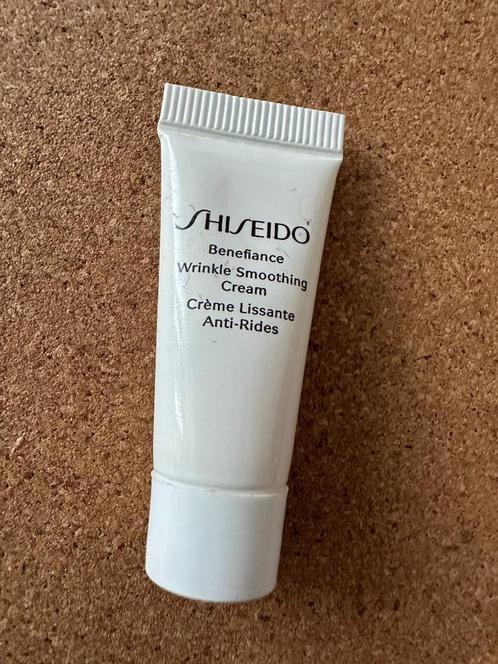 SHISEIDO
Benefiance
Wrinkle Smoothing
Cream
Crème Lissante
Anti-Rides